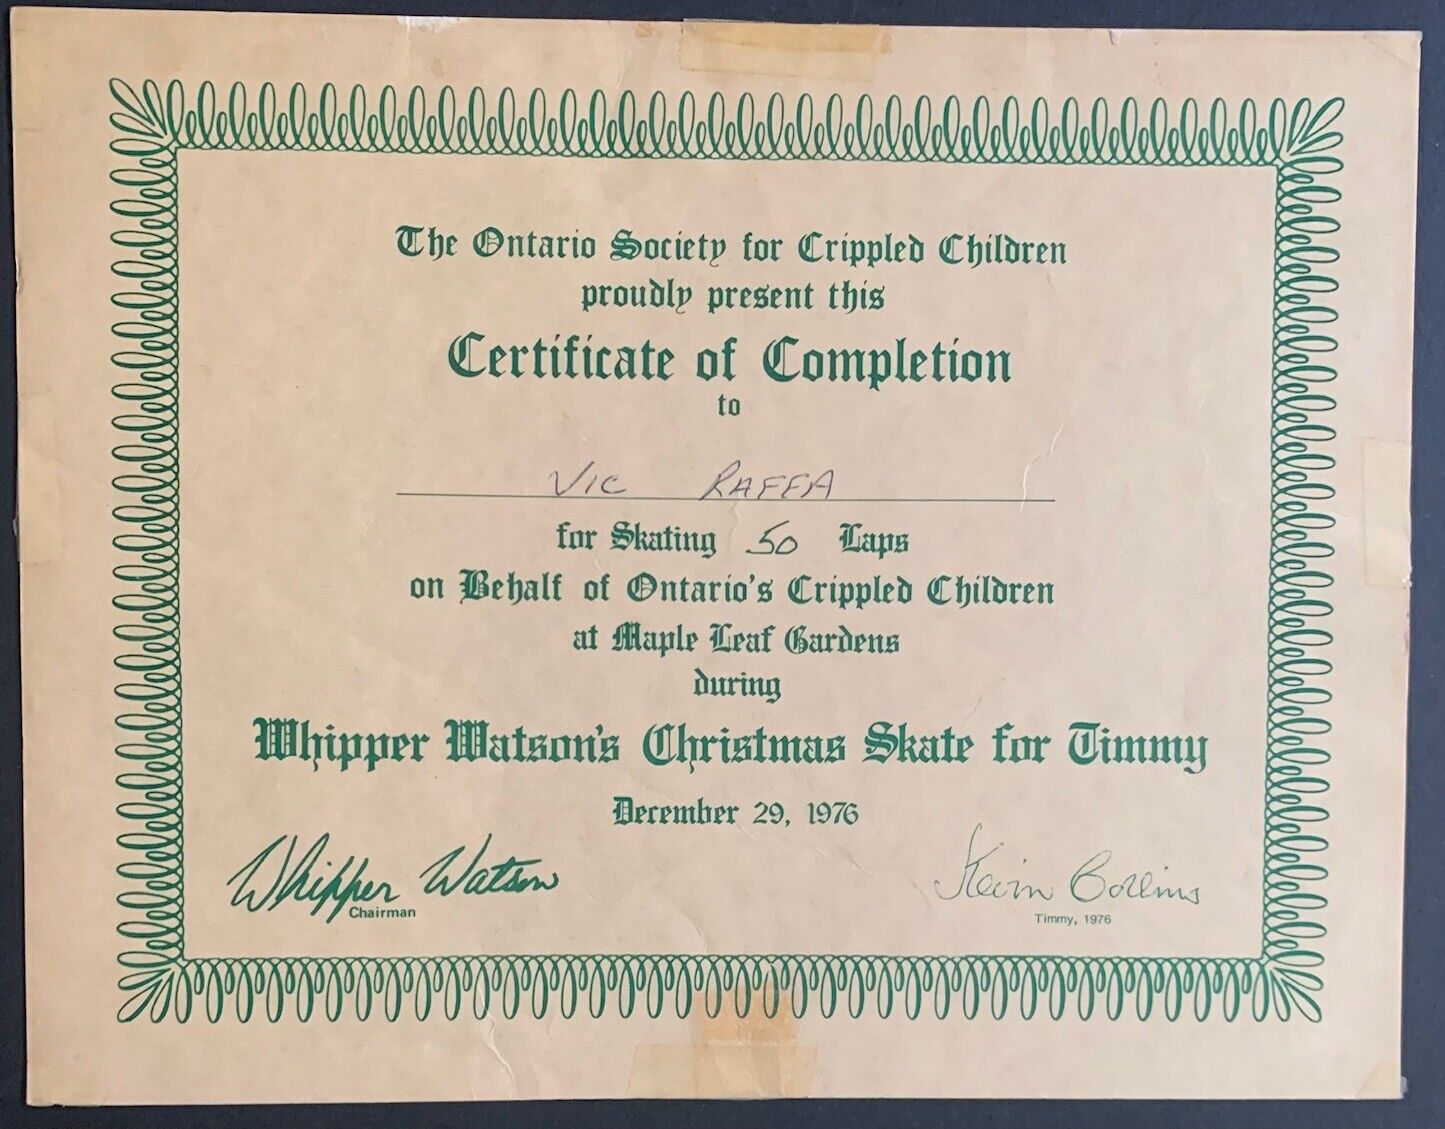 The Ontario Society for Crippled Children
proudly present this
Certificate of Completion
to
VIC RAFFA
for Skating 50 Laps
on Behalf of Ontario's Crippled Children
at Maple Leaf Gardens
during
Whipper Watson's Christmas Skate for Timmy
December 29, 1976
Whipper Watson
Chairman
Kevin Collins
Timmy, 1976